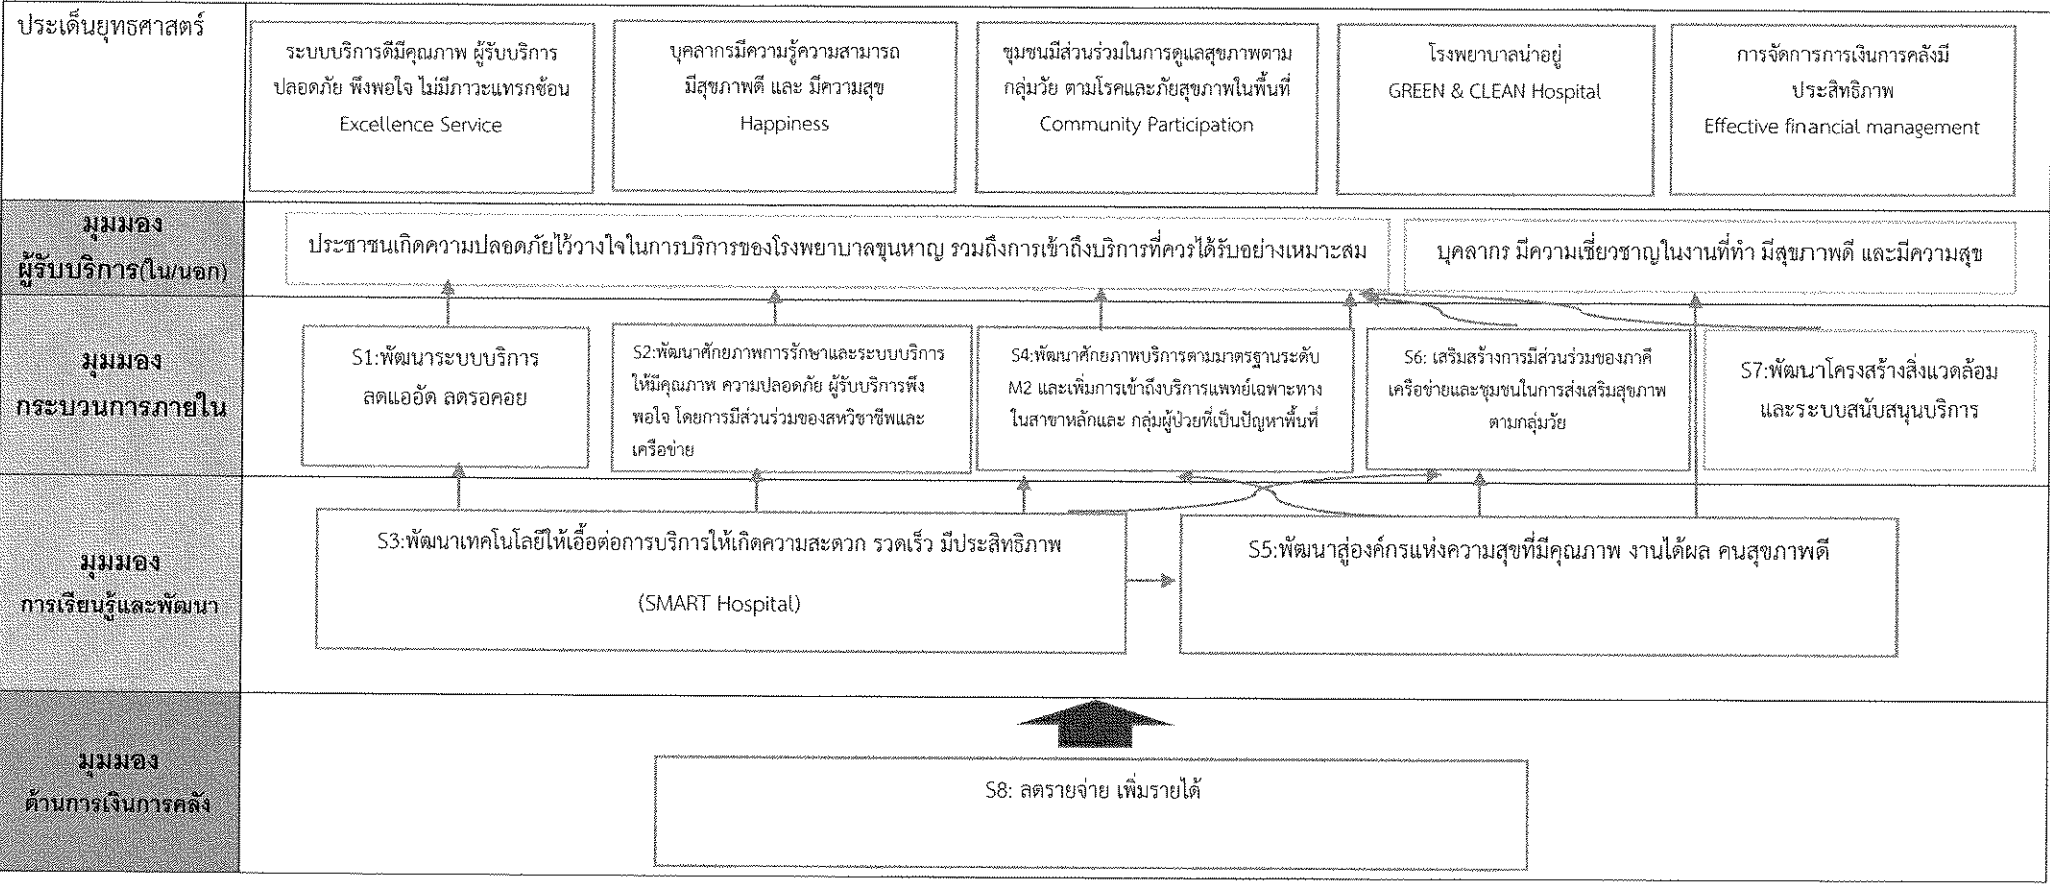 ประเด็นยุทธศาสตร์
ระบบบริการดีมีคุณภาพ ผู้รับบริการ
ปลอดภัย พึงพอใจ ไม่มีภาวะแทรกซ้อน
Excellence Service
บุคลากรมีความรู้ความสามารถ
มีสุขภาพดี และ มีความสุข
Happiness
ชุมชนมีส่วนร่วมในการดูแลสุขภาพตาม
กลุ่มวัย ตามโรคและภัยสุขภาพในพื้นที่
Community Participation
โรงพยาบาลน่าอยู่
GREEN & CLEAN Hospital
การจัดการการเงินการคลังมี
ประสิทธิภาพ
Effective financial management
มุมมอง
ผู้รับบริการ(ใน/นอก)
ประชาชนเกิดความปลอดภัยไว้วางใจในการบริการของโรงพยาบาลขุนหาญ รวมถึงการเข้าถึงบริการที่ควรได้รับอย่างเหมาะสม
บุคลากร มีความเชี่ยวชาญในงานที่ทำ มีสุขภาพดี และมีความสุข
มุมมอง
กระบวนการภายใน
S1:พัฒนาระบบบริการ
ลดแออัด ลดรอคอย
S2:พัฒนาศักยภาพการรักษาและระบบบริการ
ให้มีคุณภาพ ความปลอดภัย ผู้รับบริการพึง
พอใจ โดยการมีส่วนร่วมของสหวิชาชีพและ
เครือข่าย
S4:พัฒนาศักยภาพบริการตามมาตรฐานระดับ
M2 และเพิ่มการเข้าถึงบริการแพทย์เฉพาะทาง
ในสาขาหลักและ กลุ่มผู้ป่วยที่เป็นปัญหาพื้นที่
S6: เสริมสร้างการมีส่วนร่วมของภาคี
เครือข่ายและชุมชนในการส่งเสริมสุขภาพ
ตามกลุ่มวัย
S7:พัฒนาโครงสร้างสิ่งแวดล้อม
และระบบสนับสนุนบริการ
มุมมอง
การเรียนรู้และพัฒนา
S3:พัฒนาเทคโนโลยีให้เอื้อต่อการบริการให้เกิดความสะดวก รวดเร็ว มีประสิทธิภาพ
(SMART Hospital)
S5:พัฒนาสู่องค์กรแห่งความสุขที่มีคุณภาพ งานได้ผล คนสุขภาพดี
มุมมอง
ด้านการเงินการคลัง
S8: ลดรายจ่าย เพิ่มรายได้